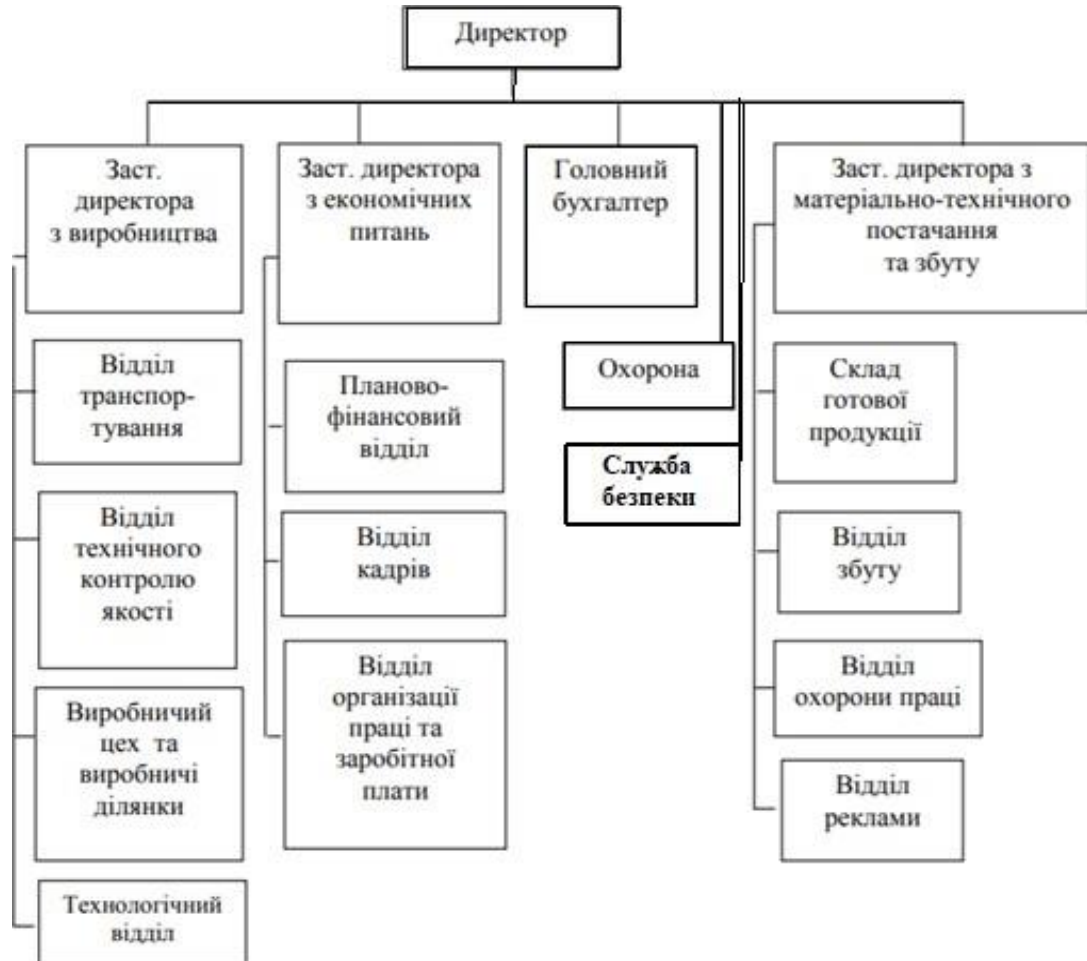 Директор
Заст.
директора
з виробництва
Заст. директора
з економічних
питань
Головний
бухгалтер
Заст. директора з
матеріально-технічного
постачання
та збуту
Відділ
транспор-
тування
Відділ
технічного
контролю
якості
Виробничий
цех та
виробничі
ділянки
Технологічний
відділ
Планово-
фінансовий
відділ
Відділ
кадрів
Відділ
організації
праці та
заробітної
плати
Охорона
Служба
безпеки
Склад
готової
продукції
Відділ
збуту
Відділ
охорони праці
Відділ
реклами